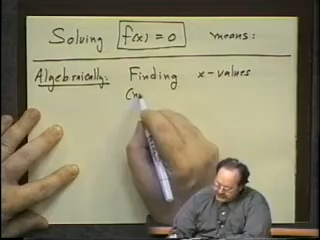 Solving f(x) = 0 means:
Algebraically: Finding x-values